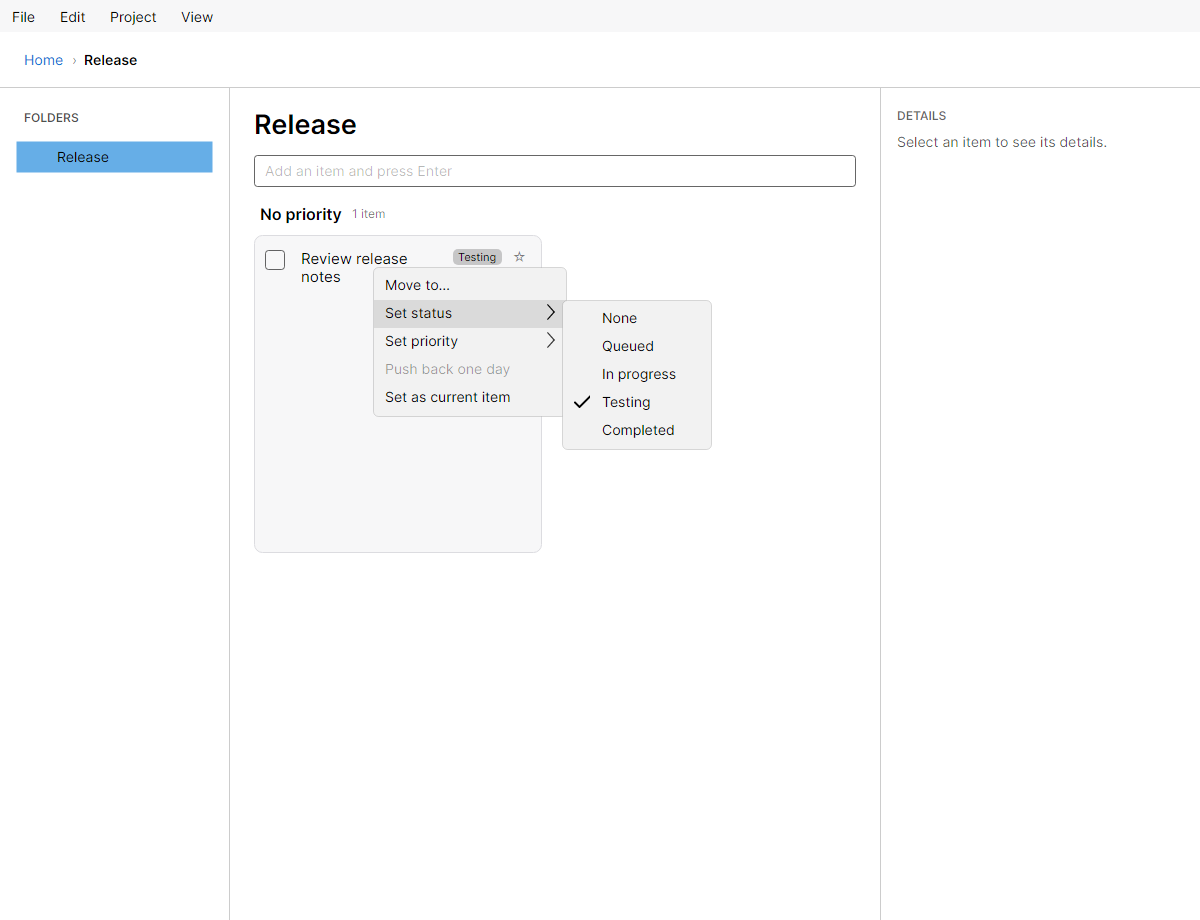 File Edit Project View
Home › Release
FOLDERS
Release
Release
Add an item and press Enter
No priority 1 item
Review release
notes
Testing ☆
Move to...
Set status
Set priority
Push back one day
Set as current item
None
Queued
In progress
Testing
Completed
DETAILS
Select an item to see its details.